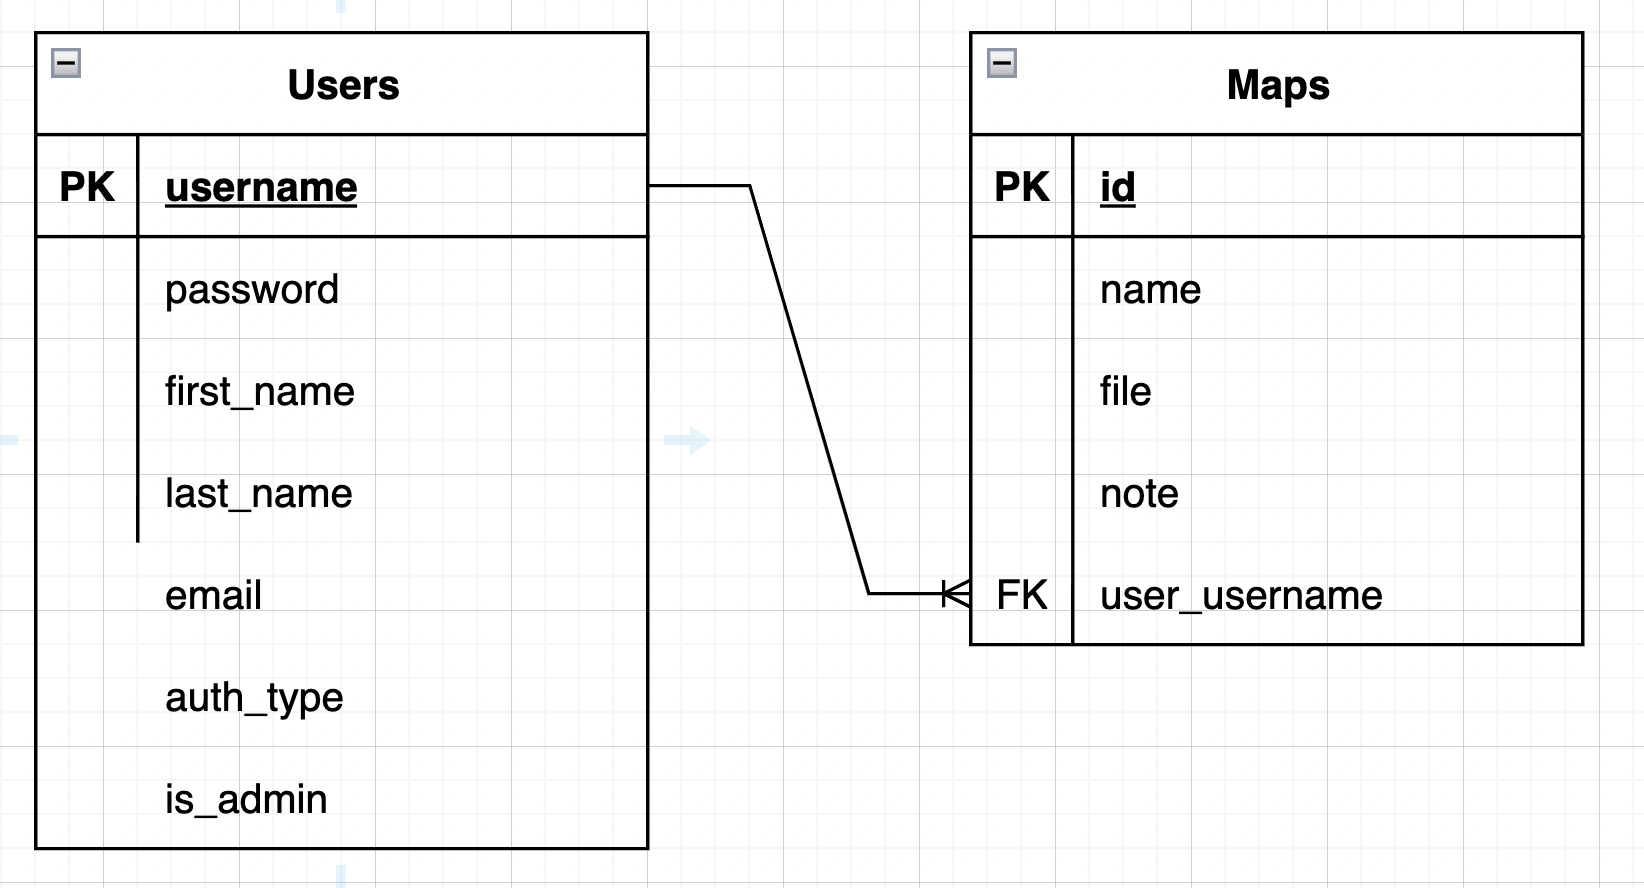 Users
PK username
password
first_name
last_name
email
auth_type
is_admin
Maps
PK id
name
file
note
FK user_username